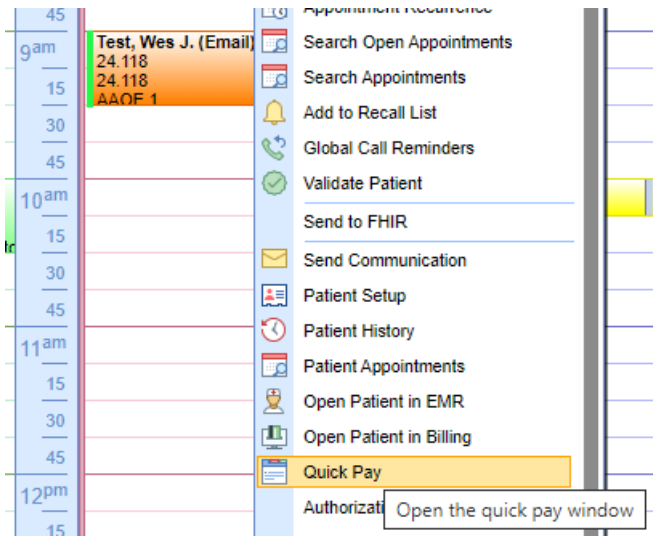 45
Appointment Recurrence
9am
Test, Wes J. (Email)
24.118
24.118
AAOE 1
Search Open Appointments
15
Search Appointments
30
Add to Recall List
45
Global Call Reminders
Validate Patient
10am
Send to FHIR
15
Send Communication
30
Patient Setup
45
Patient History
11am
Patient Appointments
15
Open Patient in EMR
30
Open Patient in Billing
45
Quick Pay
12pm
Authorizati
Open the quick pay window
15